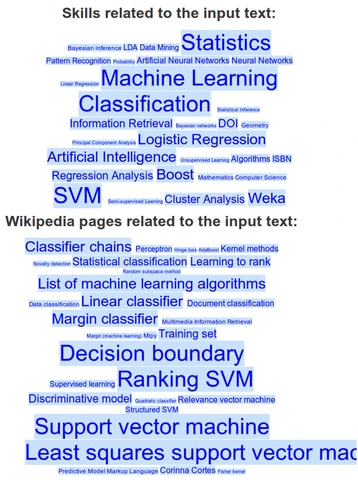 Skills related to the input text:
Bayesian inference LDA Data Mining Statistics
Pattern Recognition Probability Artificial Neural Networks Neural Networks
Linear Regression Machine Learning
Classification Statistical Inference
Information Retrieval Bayesian networks DOI Geometry
Principal Component Analysis Logistic Regression
Artificial Intelligence Unsupervised Learning Algorithms ISBN
Regression Analysis Boost Mathematics Computer Science
SVM Semi-supervised Learning Cluster Analysis Weka
Wikipedia pages related to the input text:
Classifier chains Perceptron Hinge loss AdaBoost Kernel methods
Novelty detection Statistical classification Learning to rank
Random subspace method
List of machine learning algorithms
Data classification Linear classifier Document classification
Margin classifier Multimedia Information Retrieval
Margin (machine learning) Mlpy Training set
Decision boundary
Supervised learning Ranking SVM
Discriminative model Quadratic classifier Relevance vector machine
Structured SVM
Support vector machine
Least squares support vector mac
Predictive Model Markup Language Corinna Cortes Fisher kernel